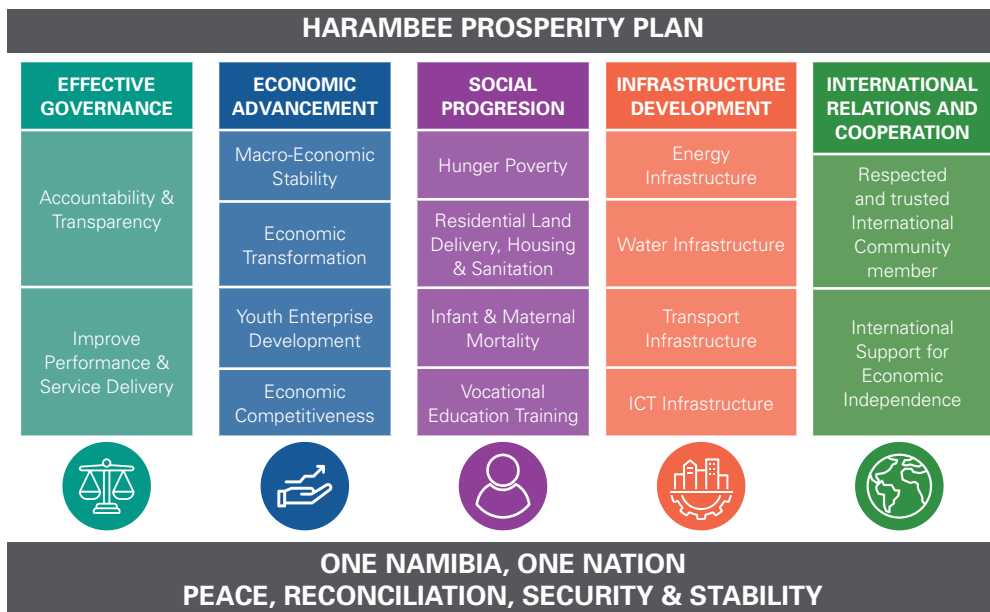 HARAMBEE PROSPERITY PLAN
EFFECTIVE
GOVERNANCE
Accountability &
Transparency
Improve
Performance &
Service Delivery
ECONOMIC
ADVANCEMENT
Macro-Economic
Stability
Economic
Transformation
Youth Enterprise
Development
Economic
Competitiveness
SOCIAL
PROGRESION
Hunger Poverty
Residential Land
Delivery, Housing
& Sanitation
Infant & Maternal
Mortality
Vocational
Education Training
INFRASTRUCTURE
DEVELOPMENT
Energy
Infrastructure
Water Infrastructure
Transport
Infrastructure
ICT Infrastructure
INTERNATIONAL
RELATIONS AND
COOPERATION
Respected
and trusted
International
Community
member
International
Support for
Economic
Independence
ONE NAMIBIA, ONE NATION
PEACE, RECONCILIATION, SECURITY & STABILITY